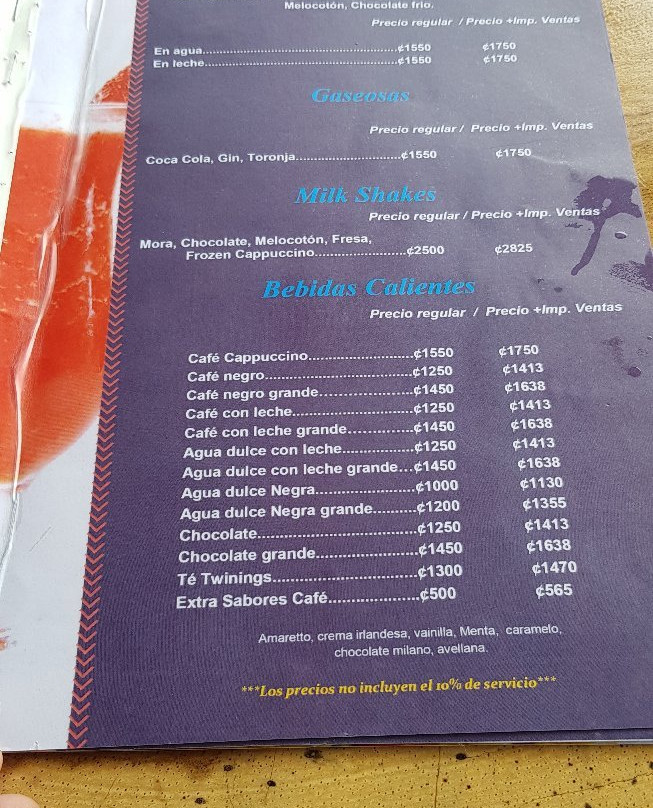 Melocotón, Chocolate frio.
Precio regular / Precio +Imp. Ventas
En agua..........................................¢1550 ¢1750
En leche.........................................¢1550 ¢1750
Gaseosas
Precio regular / Precio +Imp. Ventas
Coca Cola, Gin, Toronja..........................¢1550 ¢1750
Milk Shakes
Precio regular / Precio +Imp. Ventas
Mora, Chocolate, Melocotón, Fresa,
Frozen Cappuccino.......................¢2500 ¢2825
Bebidas Calientes
Precio regular / Precio +Imp. Ventas
Café Cappuccino..........................¢1550 ¢1750
Café negro....................................¢1250 ¢1413
Café negro grande.......................¢1450 ¢1638
Café con leche..............................¢1250 ¢1413
Café con leche grande................¢1450 ¢1638
Agua dulce con leche..................¢1250 ¢1413
Agua dulce con leche grande...¢1450 ¢1638
Agua dulce Negra........................¢1000 ¢1130
Agua dulce Negra grande..........¢1200 ¢1355
Chocolate.....................................¢1250 ¢1413
Chocolate grande........................¢1450 ¢1638
Té Twinings..................................¢1300 ¢1470
Extra Sabores Café.....................¢500 ¢565
Amaretto, crema irlandesa, vainilla, Menta, caramelo,
chocolate milano, avellana.
***Los precios no incluyen el 10% de servicio***